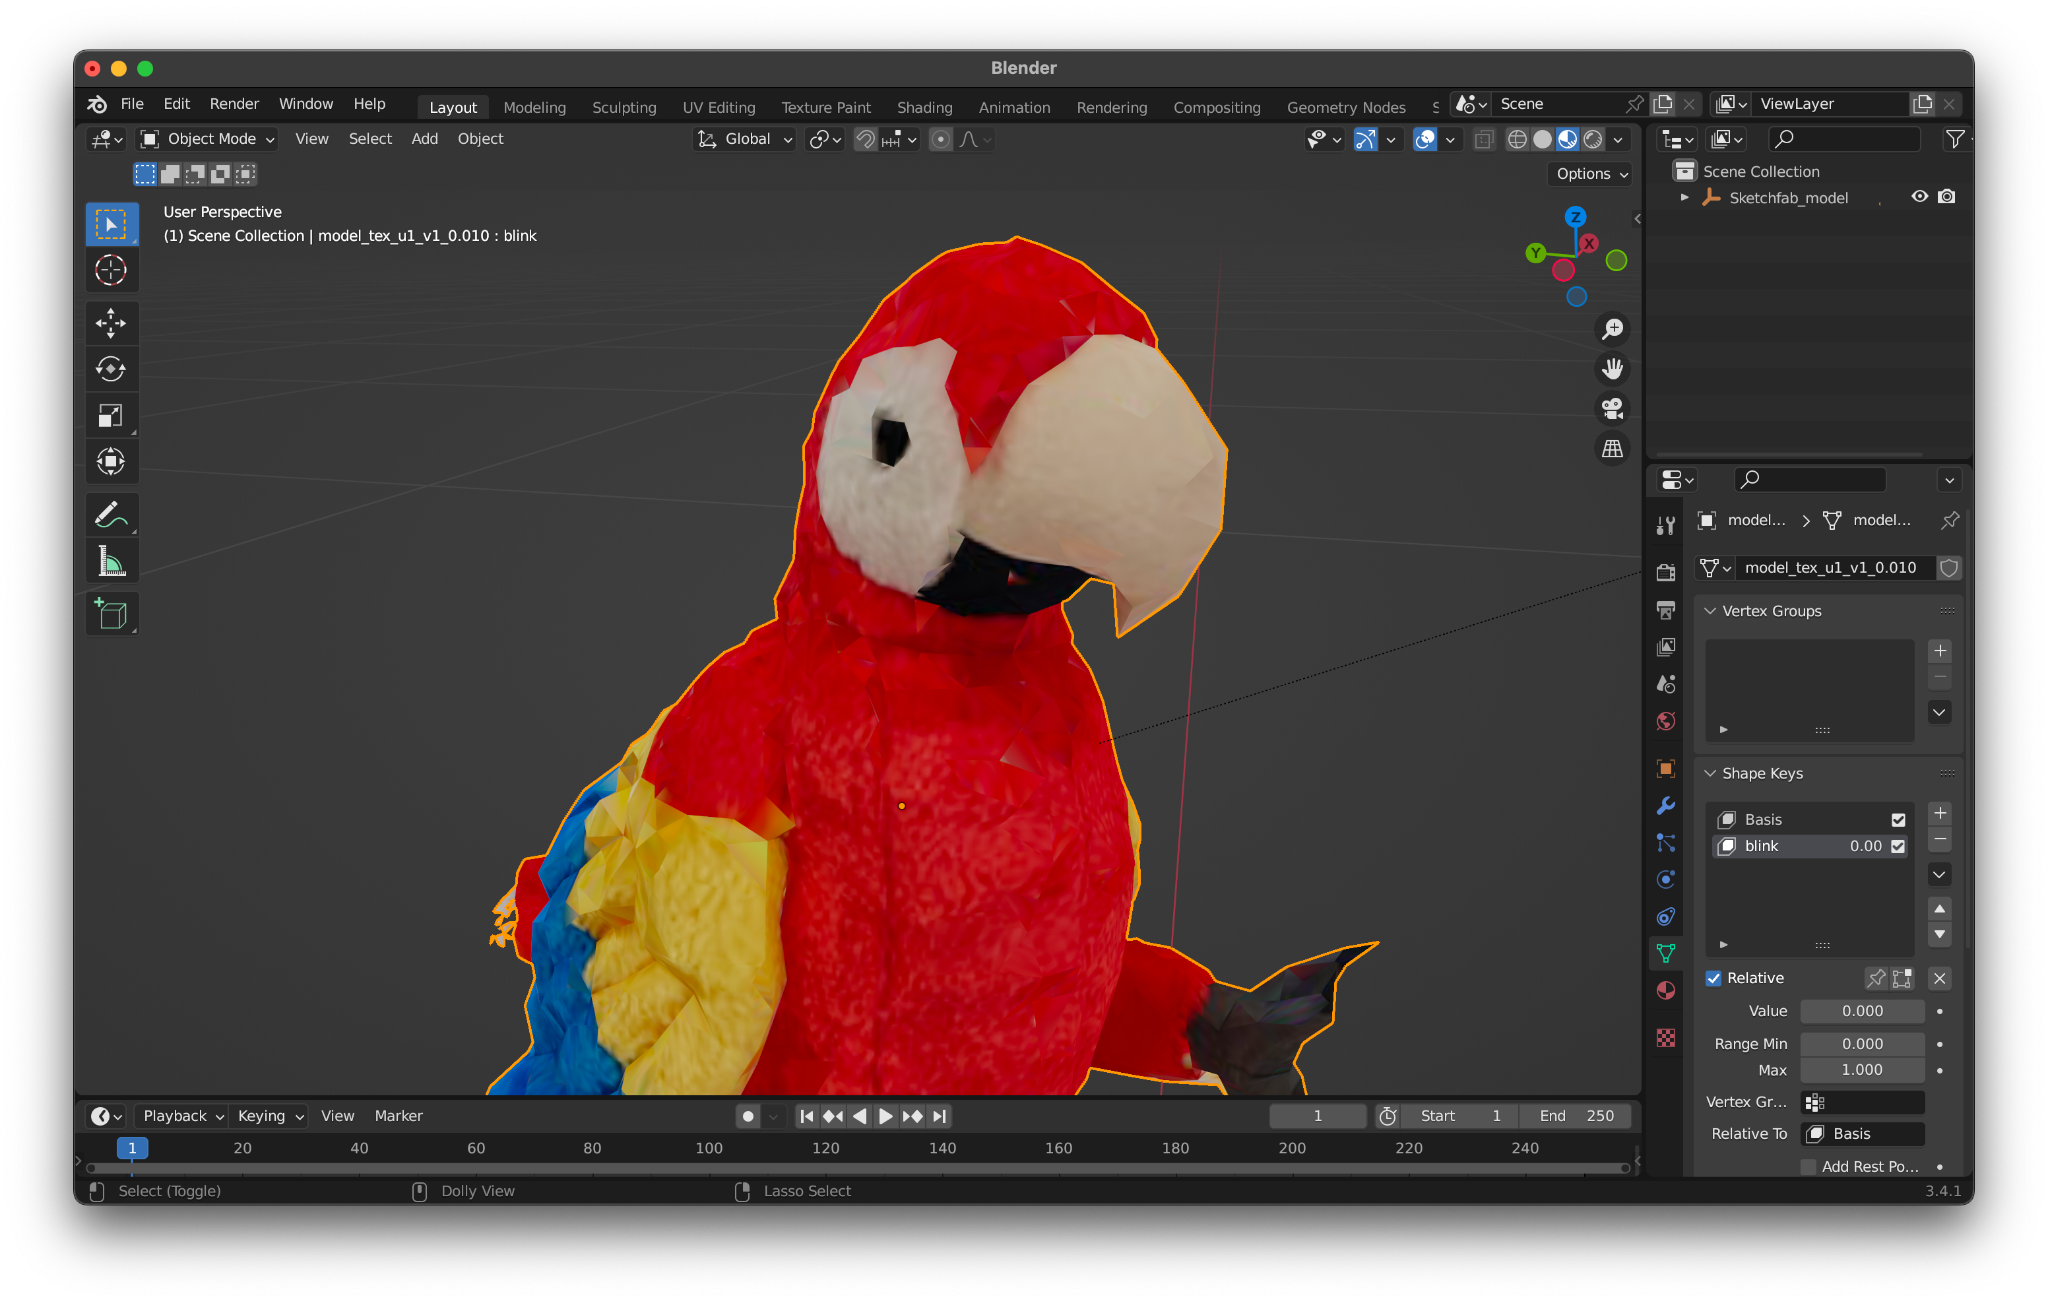 Blender
File Edit Render Window Help Layout Modeling Sculpting UV Editing Texture Paint Shading Animation Rendering Compositing Geometry Nodes S Scene ViewLayer
Object Mode View Select Add Object Global
Options
User Perspective
(1) Scene Collection | model_tex_u1_v1_0.010 : blink
Z
Y
X
Scene Collection
Sketchfab_model
model... model...
model_tex_u1_v1_0.010
Vertex Groups
Shape Keys
Basis
blink 0.00
Relative
Value 0.000
Range Min 0.000
Max 1.000
Vertex Gr...
Relative To Basis
Add Rest Po...
Playback Keying View Marker 1 Start 1 End 250
1 20 40 60 80 100 120 140 160 180 200 220 240
Select (Toggle) Dolly View Lasso Select 3.4.1